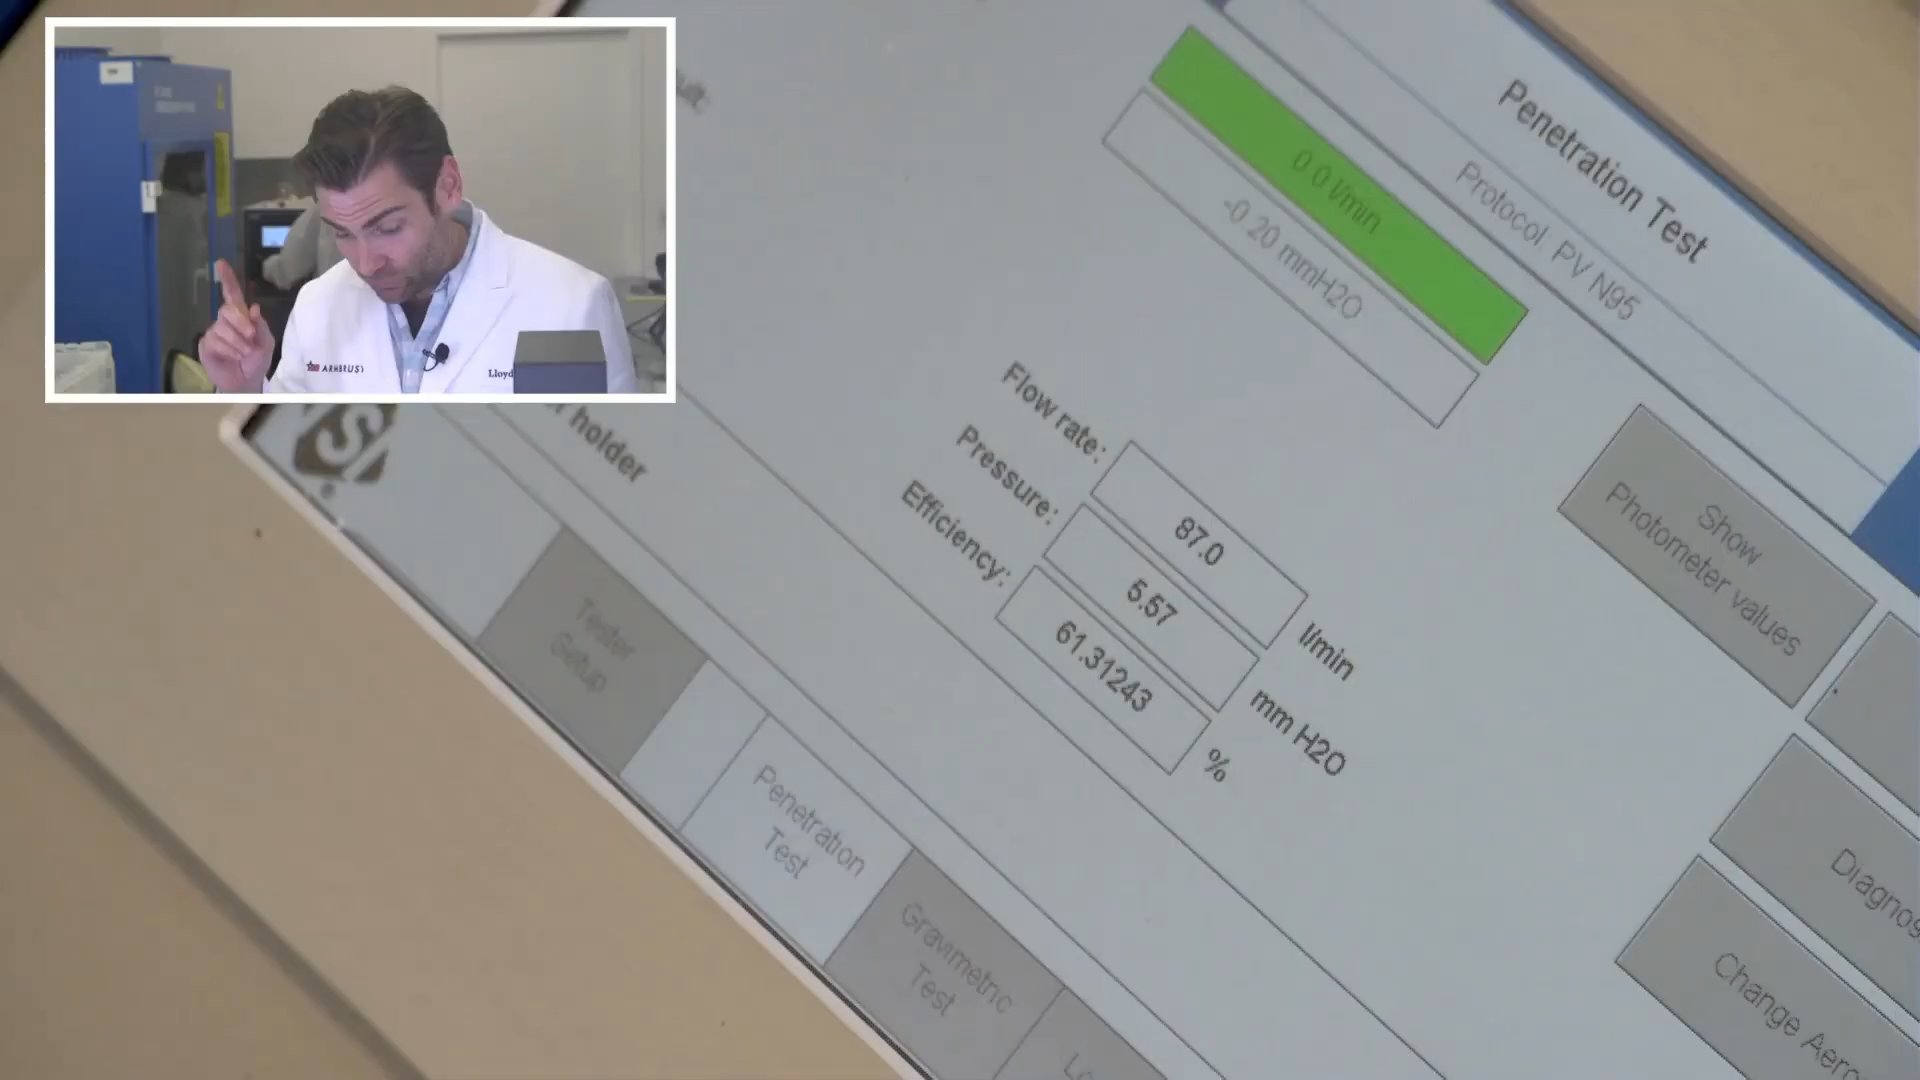 ARMBRUST
Lloyd
Penetration Test
Protocol: PV N95
0.0 l/min
-0.20 mmH2O
Flow rate:
87.0
l/min
Pressure:
5.57
mm H2O
Efficiency:
61.31243
%
holder
Show
Photometer values
Tester
Setup
Penetration
Test
Gravimetric
Test
Change